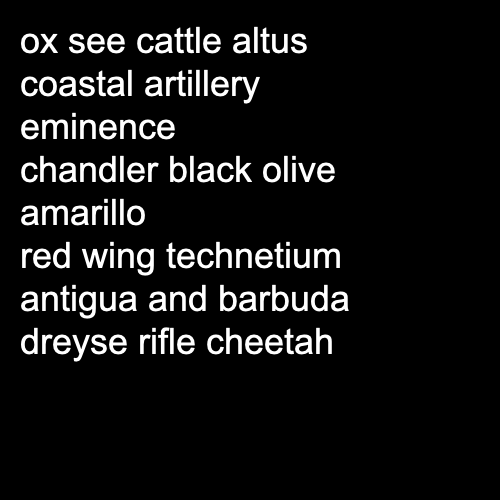 ox see cattle altus
coastal artillery
eminence
chandler black olive
amarillo
red wing technetium
antigua and barbuda
dreyse rifle cheetah